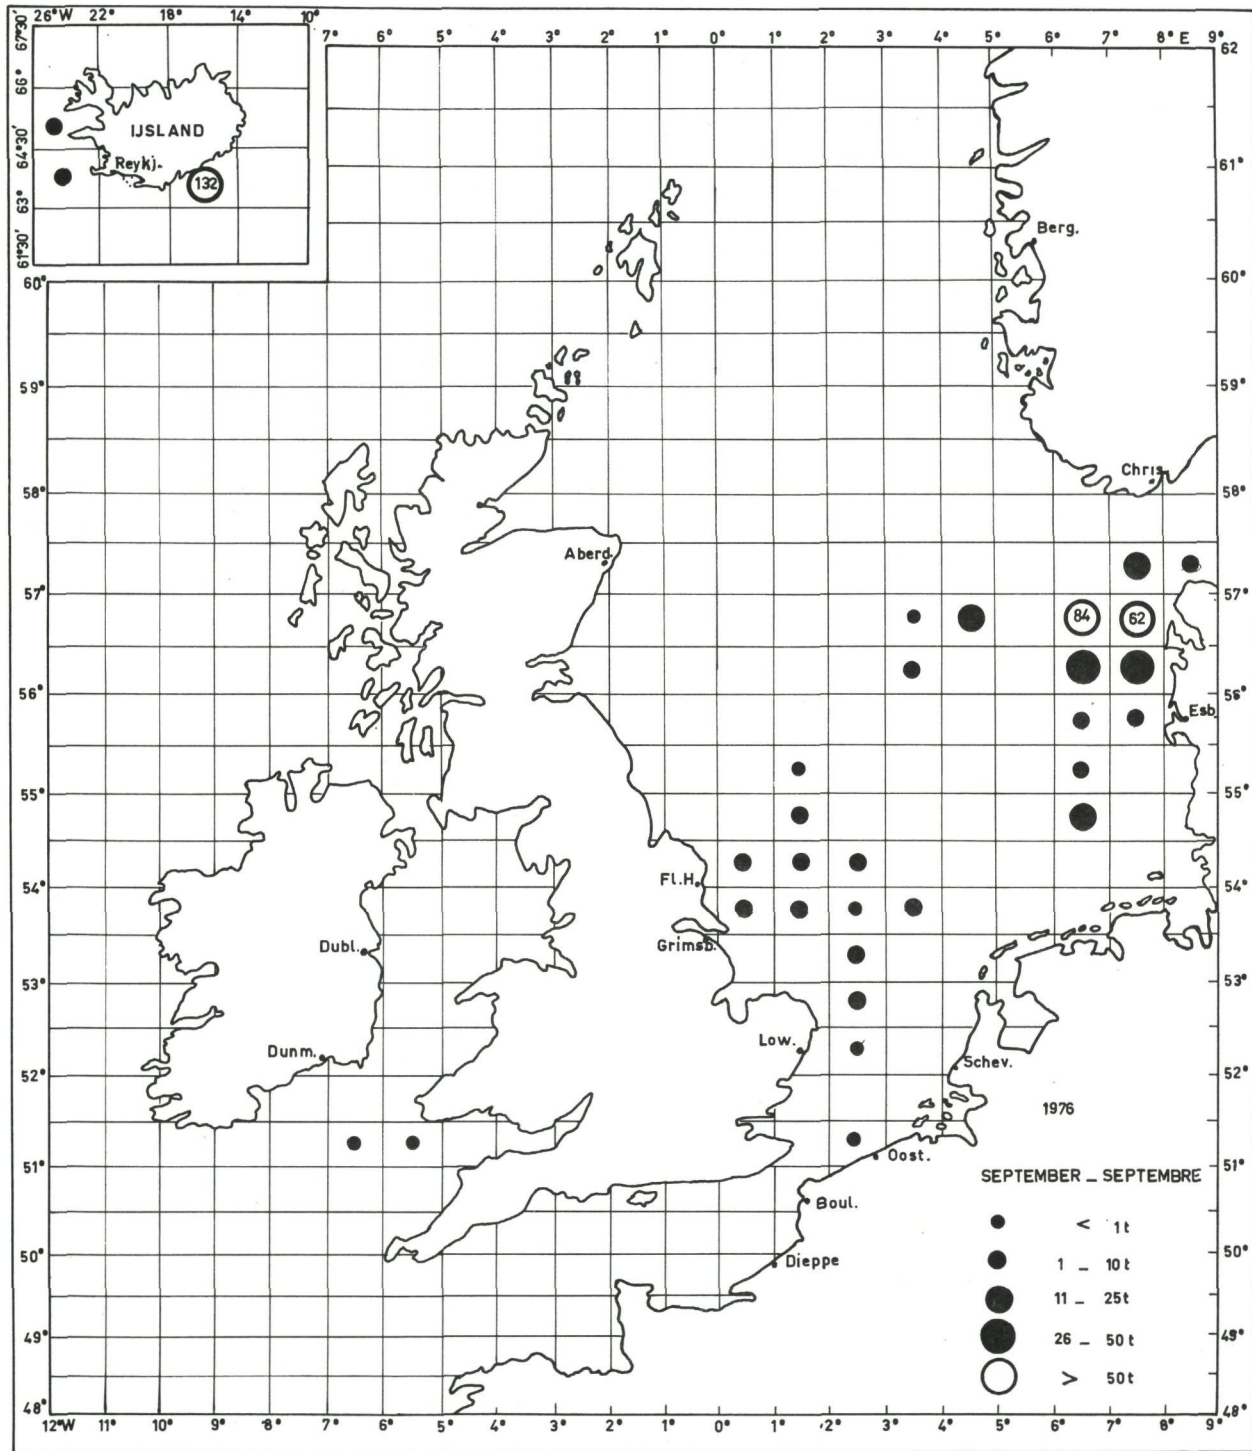 26°W 22° 18° 14° 10°
67°30'
66°
64°30'
63°
61°30'
IJSLAND
Reykj.
132
7° 6° 5° 4° 3° 2° 1° 0° 1° 2° 3° 4° 5° 6° 7° 8° E 9°
62
61°
60° 60°
Berg.
59° 59°
Chris
58° 58°
Aberd.
57° 57°
84 62
56° 56°
Esb
55° 55°
54° 54°
Fl.H.
Grimsb.
Dubl.
53° 53°
Low.
Dunm.
Schev.
52° 52°
1976
51° 51°
Oost.
SEPTEMBER _ SEPTEMBRE
Boul.
< 1t
50° 50°
Dieppe
1 _ 10t
11 _ 25t
49° 49°
26 _ 50t
> 50t
48° 48°
12°W 11° 10° 9° 8° 7° 6° 5° 4° 3° 2° 1° 0° 1° 2° 3° 4° 5° 6° 7° 8° 9°